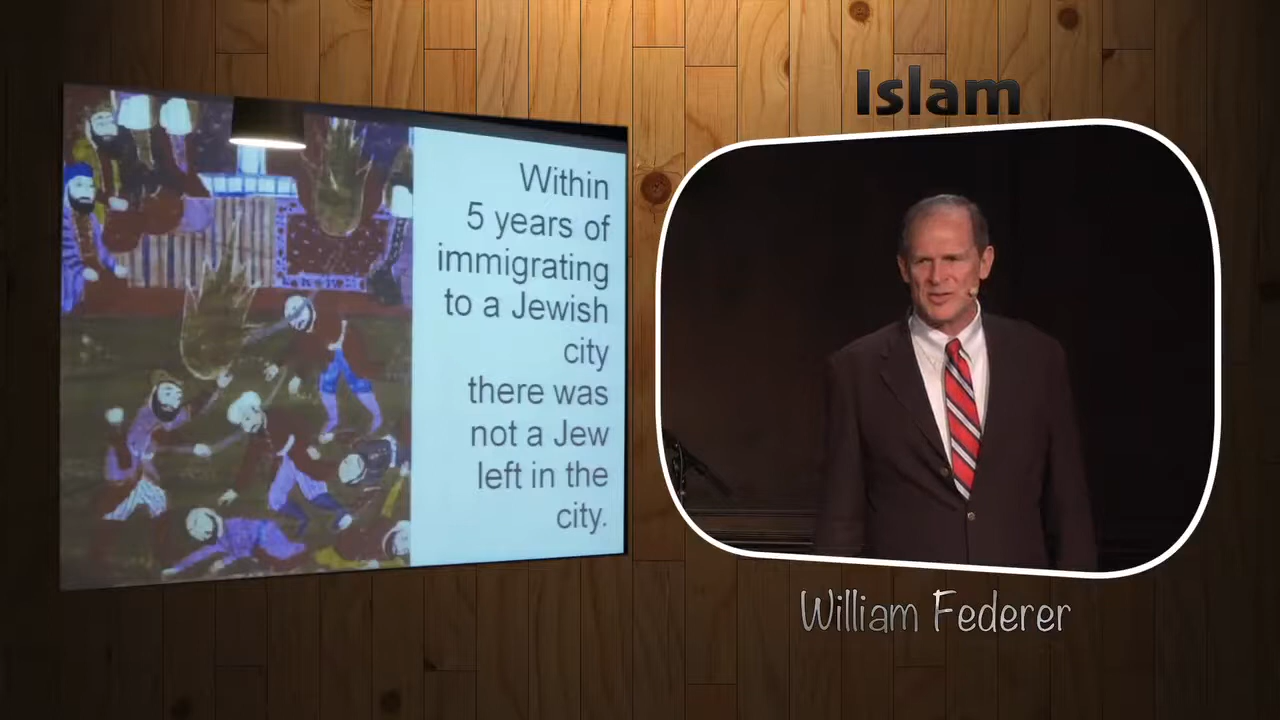 Within
5 years of
immigrating
to a Jewish
city
there was
not a Jew
left in the
city.
Islam
William Federer